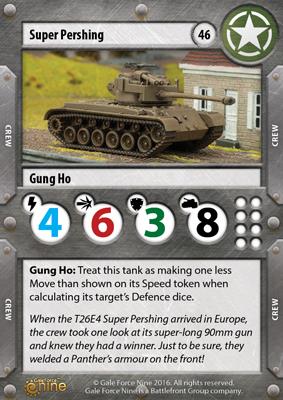 Super Pershing 46
CREW
CREW
Gung Ho
4 6 3 8
Gung Ho: Treat this tank as making one less
Move than shown on its Speed token when
calculating its target's Defence dice.
When the T26E4 Super Pershing arrived in Europe,
the crew took one look at its super-long 90mm gun
and knew they had a winner. Just to be sure, they
welded a Panther's armour on the front!
CREW
CREW
Gale Force
nine
© Gale Force Nine 2016. All rights reserved.
Gale Force Nine is a Battlefront Group company.